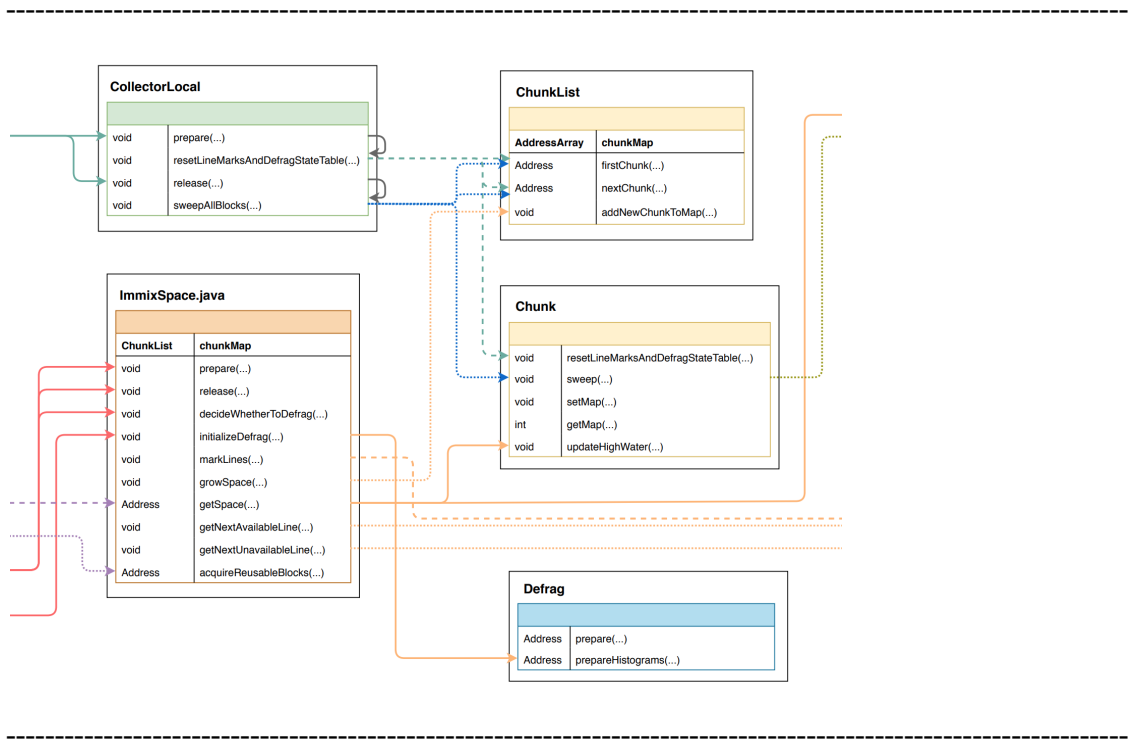 CollectorLocal
void prepare(...)
void resetLineMarksAndDefragStateTable(...)
void release(...)
void sweepAllBlocks(...)
ChunkList
AddressArray chunkMap
Address firstChunk(...)
Address nextChunk(...)
void addNewChunkToMap(...)
ImmixSpace.java
ChunkList chunkMap
void prepare(...)
void release(...)
void decideWhetherToDefrag(...)
void initializeDefrag(...)
void markLines(...)
void growSpace(...)
Address getSpace(...)
void getNextAvailableLine(...)
void getNextUnavailableLine(...)
Address acquireReusableBlocks(...)
Chunk
void resetLineMarksAndDefragStateTable(...)
void sweep(...)
void setMap(...)
int getMap(...)
void updateHighWater(...)
Defrag
Address prepare(...)
Address prepareHistograms(...)